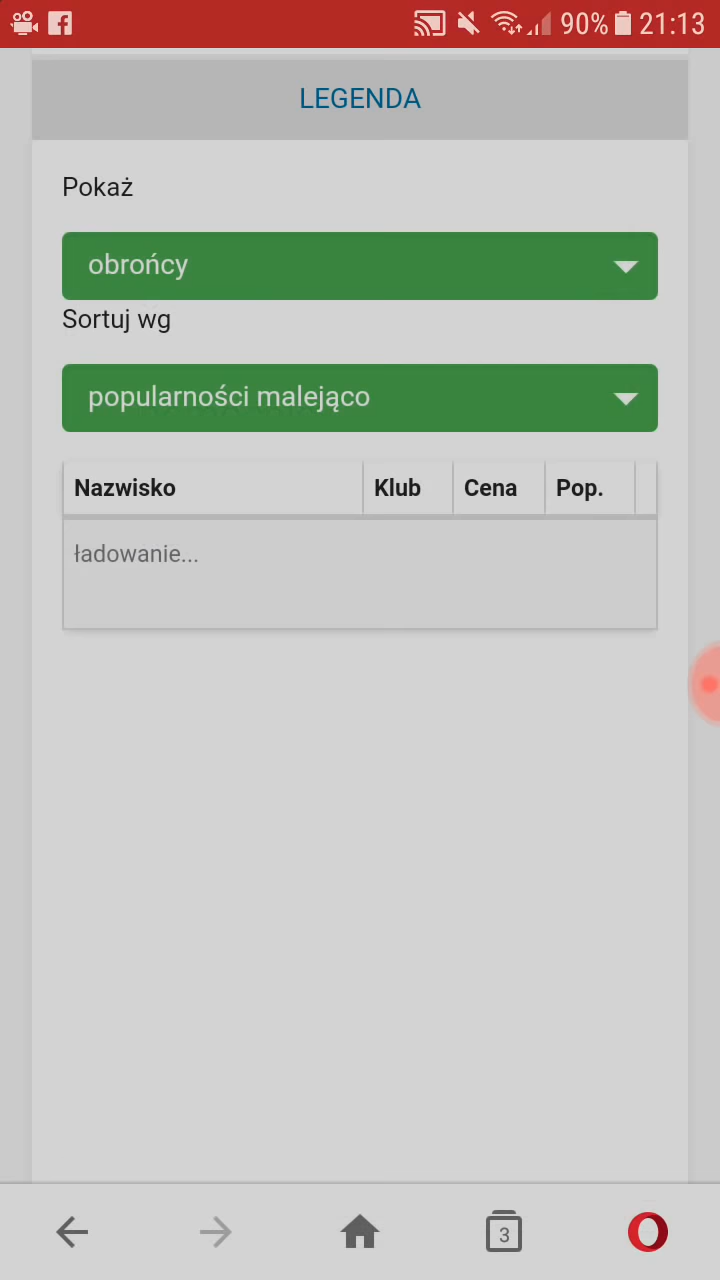 90% 21:13
LEGENDA
Pokaż
obrońcy
Sortuj wg
popularności malejąco
Nazwisko Klub Cena Pop.
ładowanie...
3